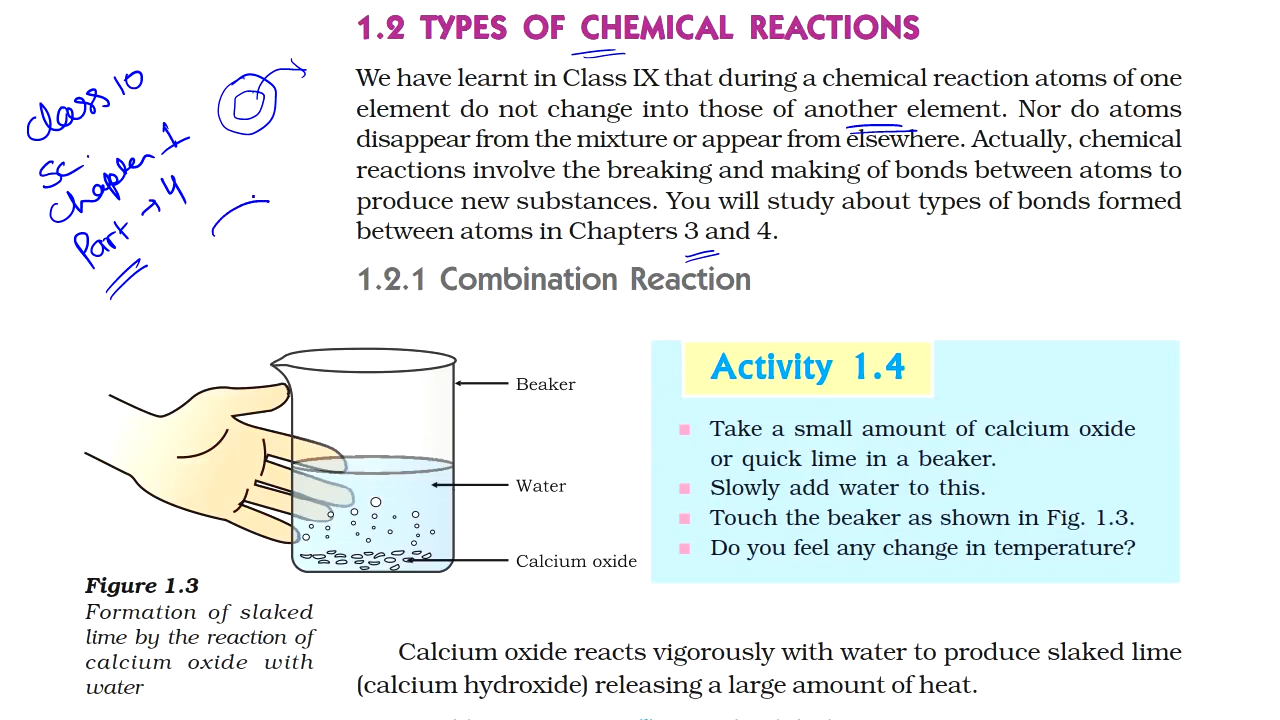 1.2 TYPES OF CHEMICAL REACTIONS
We have learnt in Class IX that during a chemical reaction atoms of one
element do not change into those of another element. Nor do atoms
disappear from the mixture or appear from elsewhere. Actually, chemical
reactions involve the breaking and making of bonds between atoms to
produce new substances. You will study about types of bonds formed
between atoms in Chapters 3 and 4.
Class 10
Sc.
Chapter 1
Part → 4
1.2.1 Combination Reaction
Beaker
Water
Calcium oxide
Figure 1.3
Formation of slaked
lime by the reaction of
calcium oxide with
water
Activity 1.4
Take a small amount of calcium oxide
or quick lime in a beaker.
Slowly add water to this.
Touch the beaker as shown in Fig. 1.3.
Do you feel any change in temperature?
Calcium oxide reacts vigorously with water to produce slaked lime
(calcium hydroxide) releasing a large amount of heat.